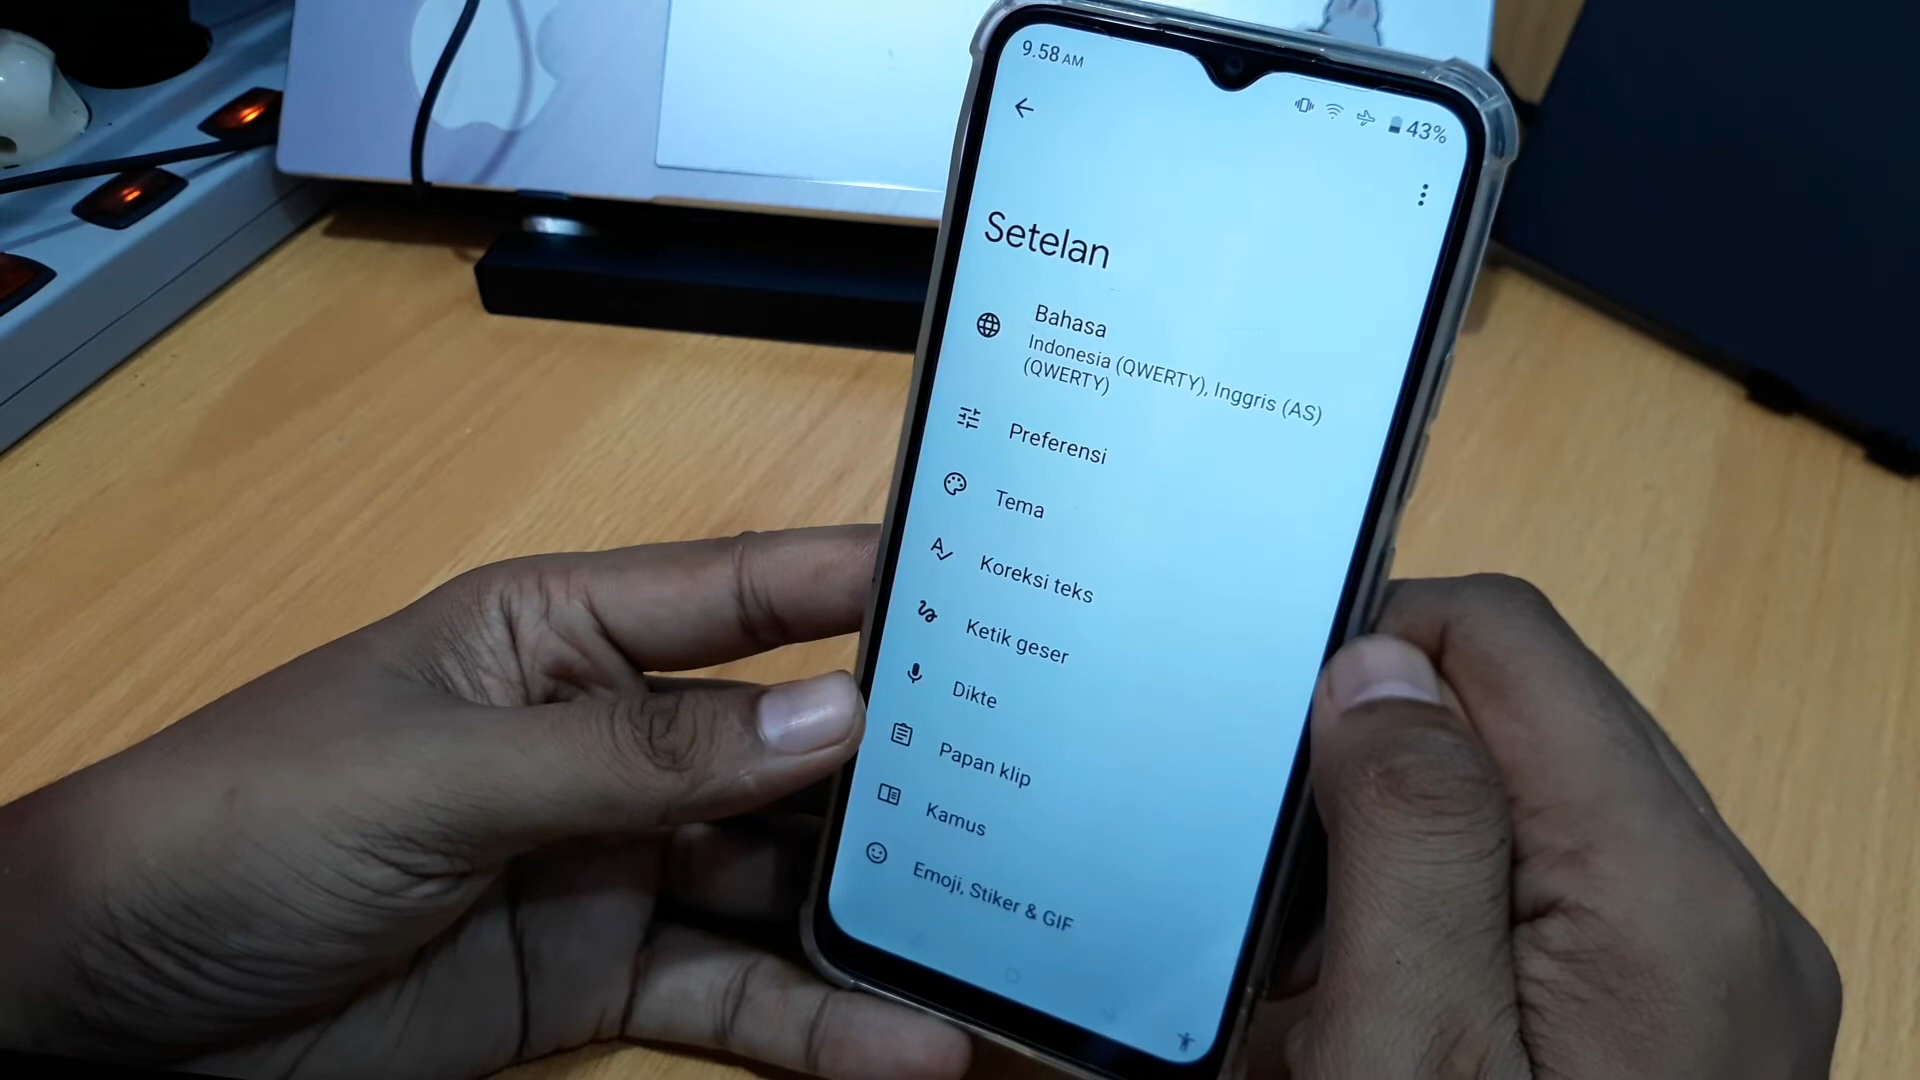 9.58 AM
43%
Setelan
Bahasa
Indonesia (QWERTY), Inggris (AS)
(QWERTY)
Preferensi
Tema
Koreksi teks
Ketik geser
Dikte
Papan klip
Kamus
Emoji, Stiker & GIF